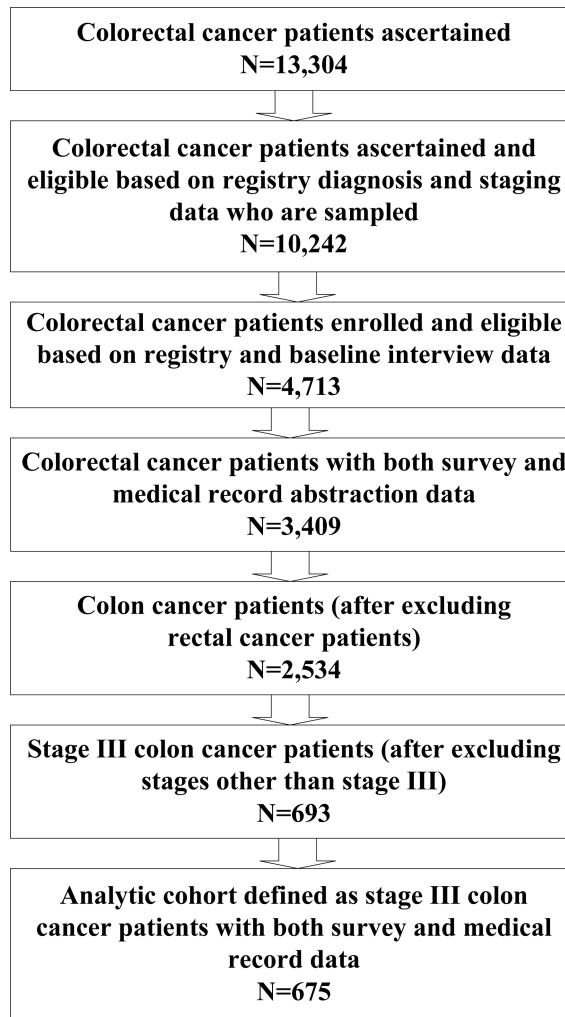 Colorectal cancer patients ascertained
N=13,304
Colorectal cancer patients ascertained and
eligible based on registry diagnosis and staging
data who are sampled
N=10,242
Colorectal cancer patients enrolled and eligible
based on registry and baseline interview data
N=4,713
Colorectal cancer patients with both survey and
medical record abstraction data
N=3,409
Colon cancer patients (after excluding
rectal cancer patients)
N=2,534
Stage III colon cancer patients (after excluding
stages other than stage III)
N=693
Analytic cohort defined as stage III colon
cancer patients with both survey and medical
record data
N=675